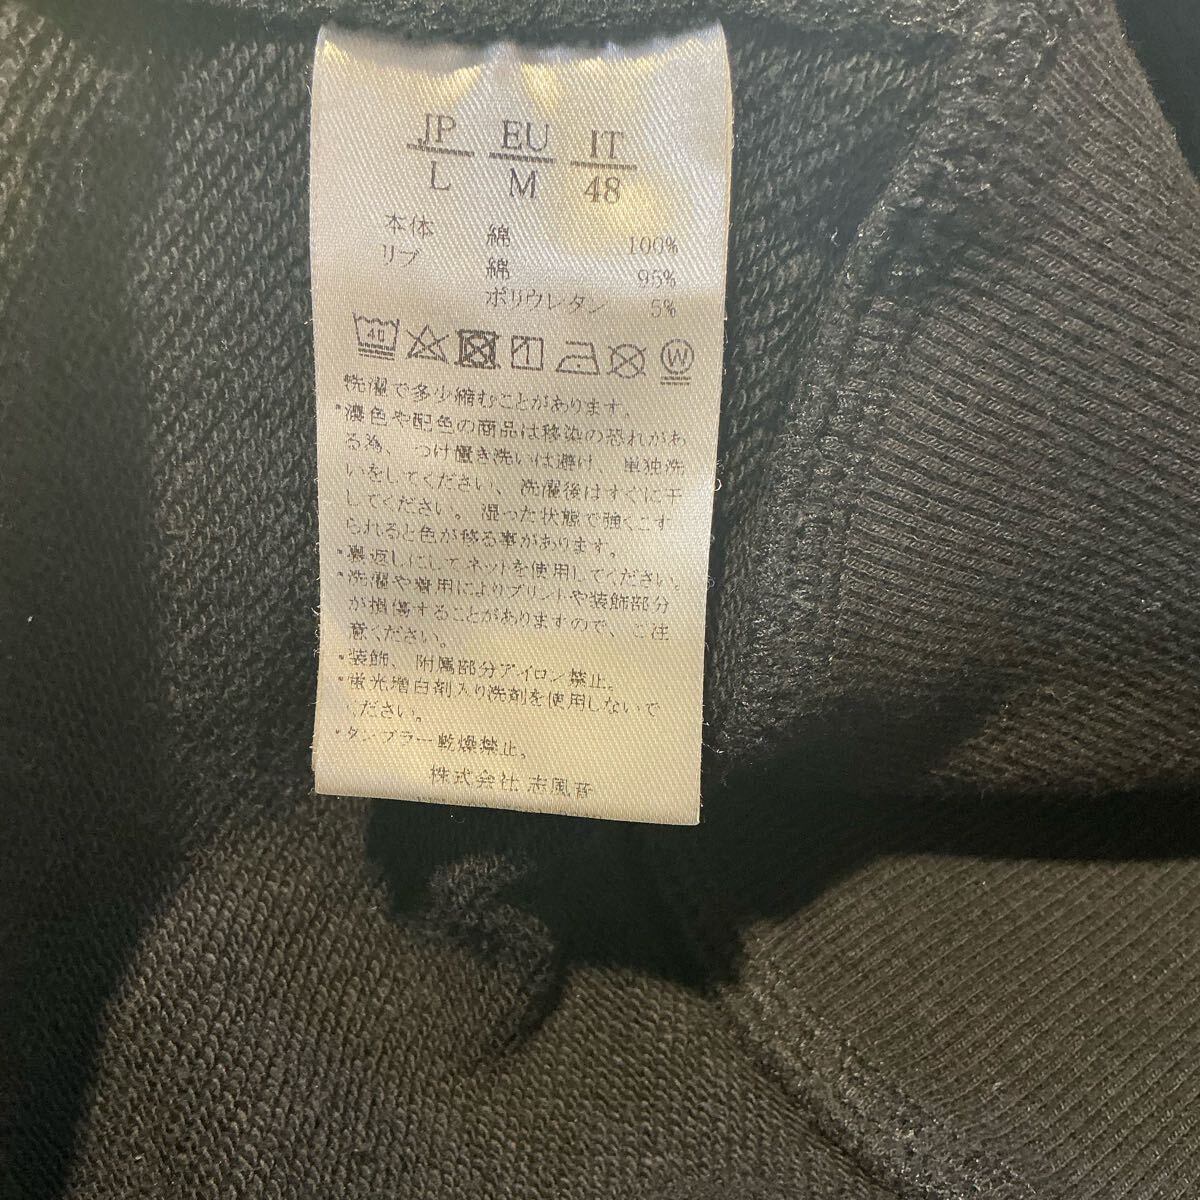 JP EU IT
L M 48
本体 綿 100%
リブ 綿 95%
ポリウレタン 5%
40 W
洗濯で多少縮むことがあります。
・濃色や配色の商品は移染の恐れがあ
る為、つけ置き洗いは避け、単独洗
いをしてください、洗濯後はすぐに干
してください。湿った状態で強くこす
られると色が移る事があります。
・裏返しにしてネットを使用してください。
・洗濯や着用によりプリントや装飾部分
が損傷することがありますので、ご注
意ください。
・装飾、附属部分アイロン禁止。
・蛍光増白剤入り洗剤を使用しないで
ください。
・タンブラー乾燥禁止。
株式会社 志風音